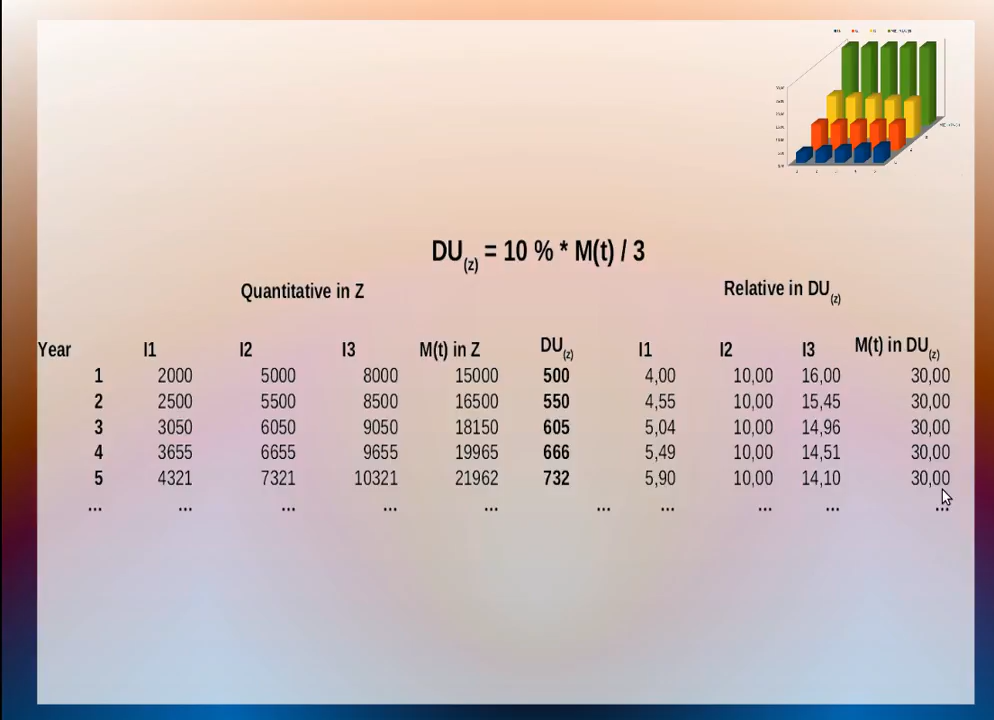 DU(z) = 10 % * M(t) / 3
Quantitative in Z Relative in DU(z)
Year I1 I2 I3 M(t) in Z DU(z) I1 I2 I3 M(t) in DU(z)
1 2000 5000 8000 15000 500 4,00 10,00 16,00 30,00
2 2500 5500 8500 16500 550 4,55 10,00 15,45 30,00
3 3050 6050 9050 18150 605 5,04 10,00 14,96 30,00
4 3655 6655 9655 19965 666 5,49 10,00 14,51 30,00
5 4321 7321 10321 21962 732 5,90 10,00 14,10 30,00
... ... ... ... ... ... ... ... ... ...